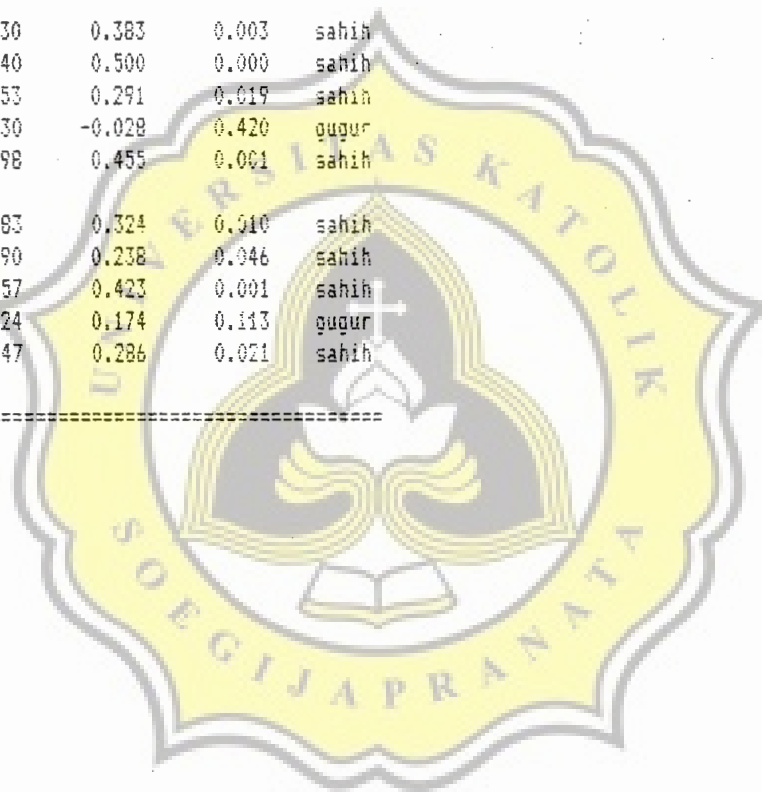 30 0.383 0.003 sahih
40 0.500 0.000 sahih
53 0.291 0.019 sahih
30 -0.028 0.420 gugur
98 0.455 0.001 sahih
83 0.324 0.010 sahih
90 0.238 0.046 sahih
57 0.423 0.001 sahih
24 0.174 0.113 gugur
47 0.286 0.021 sahih
==================================
UNIVERSITAS KATOLIK
SOEGIJAPRANATA